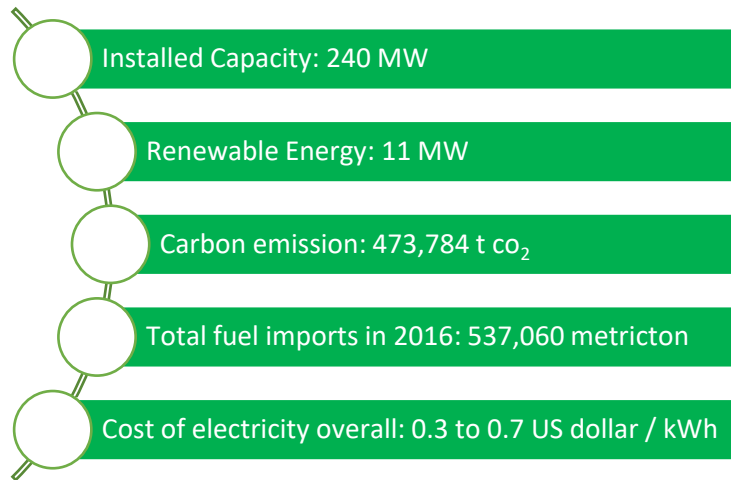 Installed Capacity: 240 MW
Renewable Energy: 11 MW
Carbon emission: 473,784 t co₂
Total fuel imports in 2016: 537,060 metricton
Cost of electricity overall: 0.3 to 0.7 US dollar / kWh